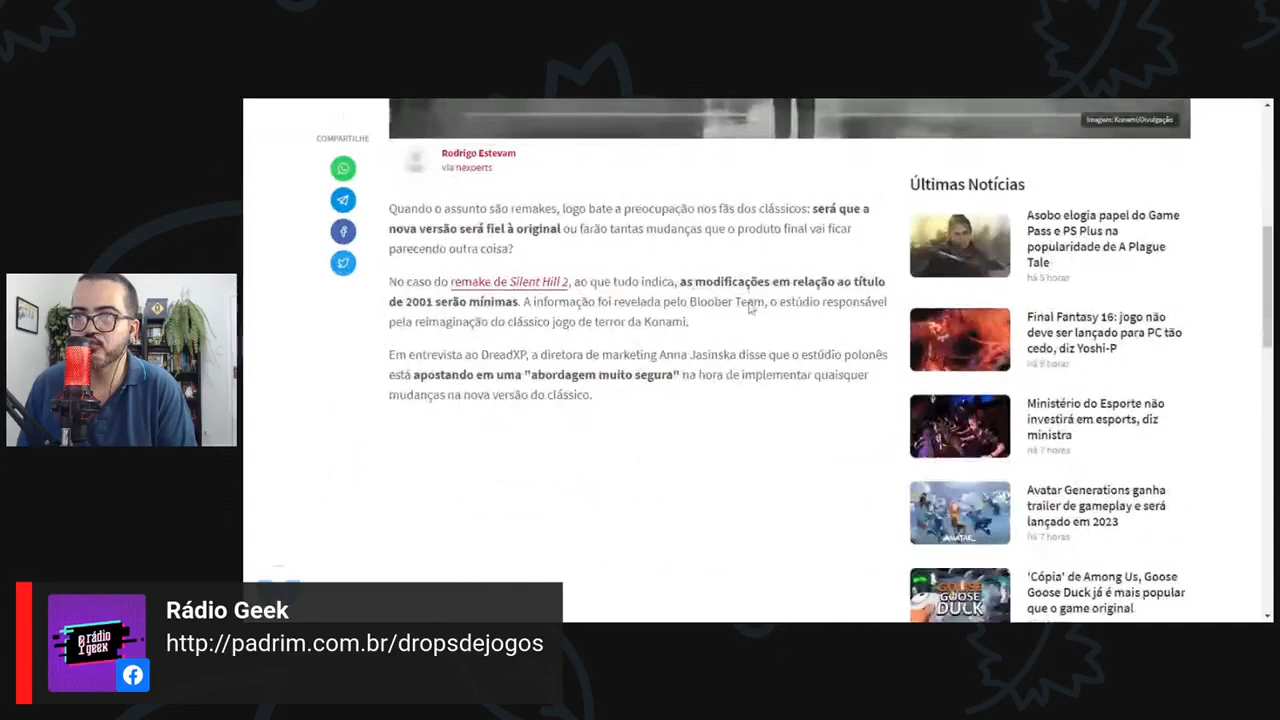 COMPARTILHE
Imagem: Konami/Divulgação
Rodrigo Estevam
via nexperts
Quando o assunto são remakes, logo bate a preocupação nos fãs dos clássicos: será que a
nova versão será fiel à original ou farão tantas mudanças que o produto final vai ficar
parecendo outra coisa?
No caso do remake de Silent Hill 2, ao que tudo indica, as modificações em relação ao título
de 2001 serão mínimas. A informação foi revelada pelo Bloober Team, o estúdio responsável
pela reimaginação do clássico jogo de terror da Konami.
Em entrevista ao DreadXP, a diretora de marketing Anna Jasinska disse que o estúdio polonês
está apostando em uma "abordagem muito segura" na hora de implementar quaisquer
mudanças na nova versão do clássico.
Últimas Notícias
Asobo elogia papel do Game
Pass e PS Plus na
popularidade de A Plague
Tale
há 5 horas
Final Fantasy 16: jogo não
deve ser lançado para PC tão
cedo, diz Yoshi-P
há 6 horas
Ministério do Esporte não
investirá em esports, diz
ministra
há 7 horas
AVATAR
Avatar Generations ganha
trailer de gameplay e será
lançado em 2023
há 7 horas
GOOSE
GOOSE
DUCK
'Cópia' de Among Us, Goose
Goose Duck já é mais popular
que o game original
rádio
geek
Rádio Geek
http://padrim.com.br/dropsdejogos